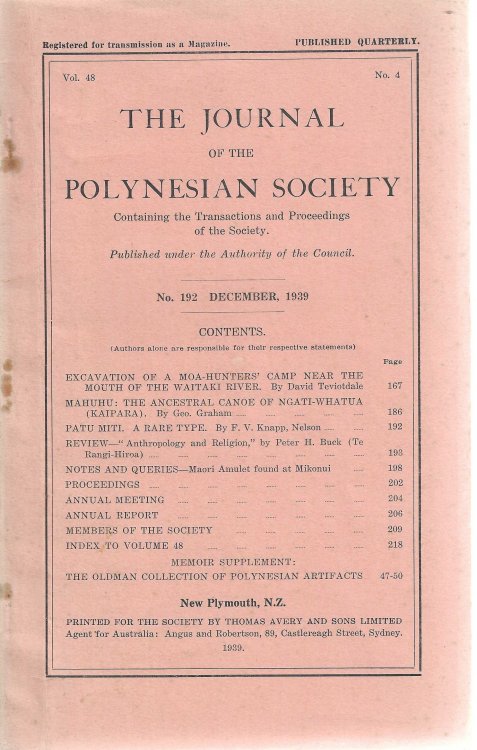 Registered for transmission as a Magazine. PUBLISHED QUARTERLY.
Vol. 48 No. 4
THE JOURNAL
OF THE
POLYNESIAN SOCIETY
Containing the Transactions and Proceedings
of the Society.
Published under the Authority of the Council.
No. 192 DECEMBER, 1939
CONTENTS.
(Authors alone are responsible for their respective statements)
Page
EXCAVATION OF A MOA-HUNTERS' CAMP NEAR THE
MOUTH OF THE WAITAKI RIVER. By David Teviotdale 167
MAHUHU: THE ANCESTRAL CANOE OF NGATI-WHATUA
(KAIPARA). By Geo. Graham .... .... .... .... 186
PATU MITI. A RARE TYPE. By F. V. Knapp, Nelson .... .... 192
REVIEW—"Anthropology and Religion," by Peter H. Buck (Te
Rangi-Hiroa) .... .... .... .... .... .... 193
NOTES AND QUERIES—Maori Amulet found at Mikonui .... 198
PROCEEDINGS .... .... .... .... .... .... 202
ANNUAL MEETING .... .... .... .... .... 204
ANNUAL REPORT .... .... .... .... .... 206
MEMBERS OF THE SOCIETY .... .... .... .... 209
INDEX TO VOLUME 48 .... .... .... .... .... 218
MEMOIR SUPPLEMENT:
THE OLDMAN COLLECTION OF POLYNESIAN ARTIFACTS 47-50
New Plymouth, N.Z.
PRINTED FOR THE SOCIETY BY THOMAS AVERY AND SONS LIMITED
Agent for Australia: Angus and Robertson, 89, Castlereagh Street, Sydney.
1939.